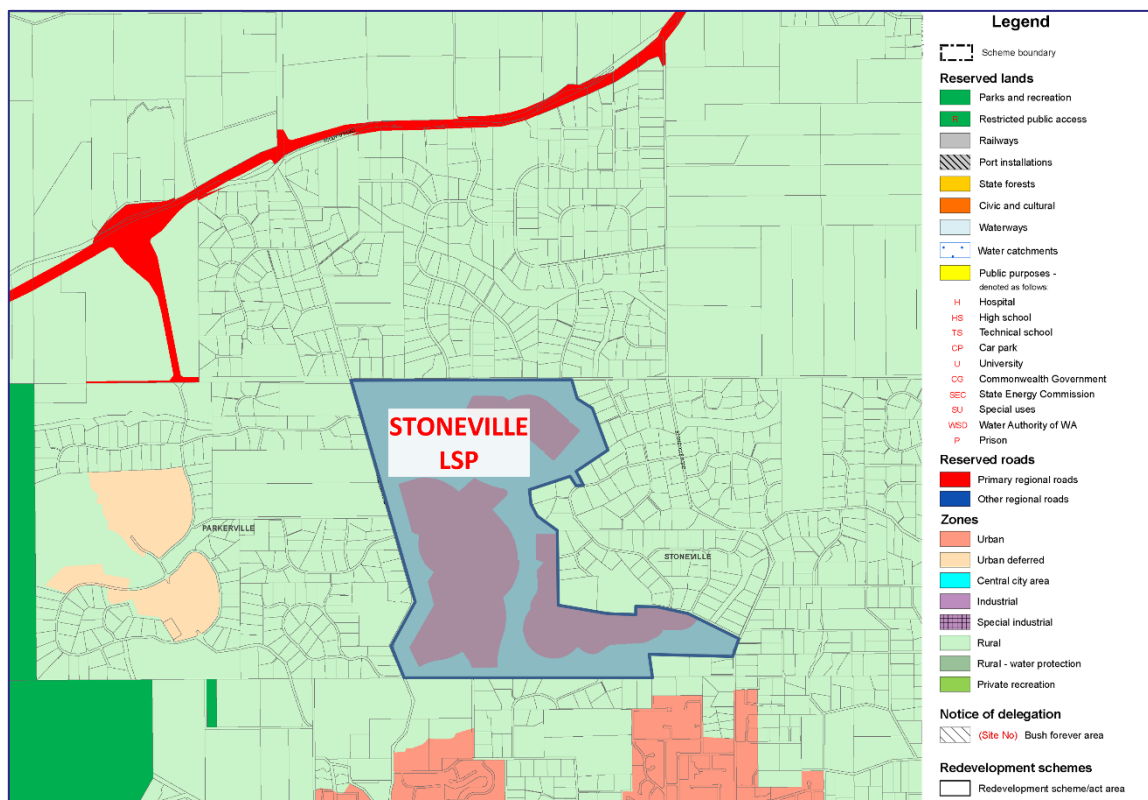 STONEVILLE
LSP
PARKERVILLE
STONEVILLE
Legend
Scheme boundary
Reserved lands
Parks and recreation
R Restricted public access
Railways
Port installations
State forests
Civic and cultural
Waterways
Water catchments
Public purposes -
denoted as follows:
H Hospital
HS High school
TS Technical school
CP Car park
U University
CG Commonwealth Government
SEC State Energy Commission
SU Special uses
WSD Water Authority of WA
P Prison
Reserved roads
Primary regional roads
Other regional roads
Zones
Urban
Urban deferred
Central city area
Industrial
Special industrial
Rural
Rural - water protection
Private recreation
Notice of delegation
(Site No) Bush forever area
Redevelopment schemes
Redevelopment scheme/act area